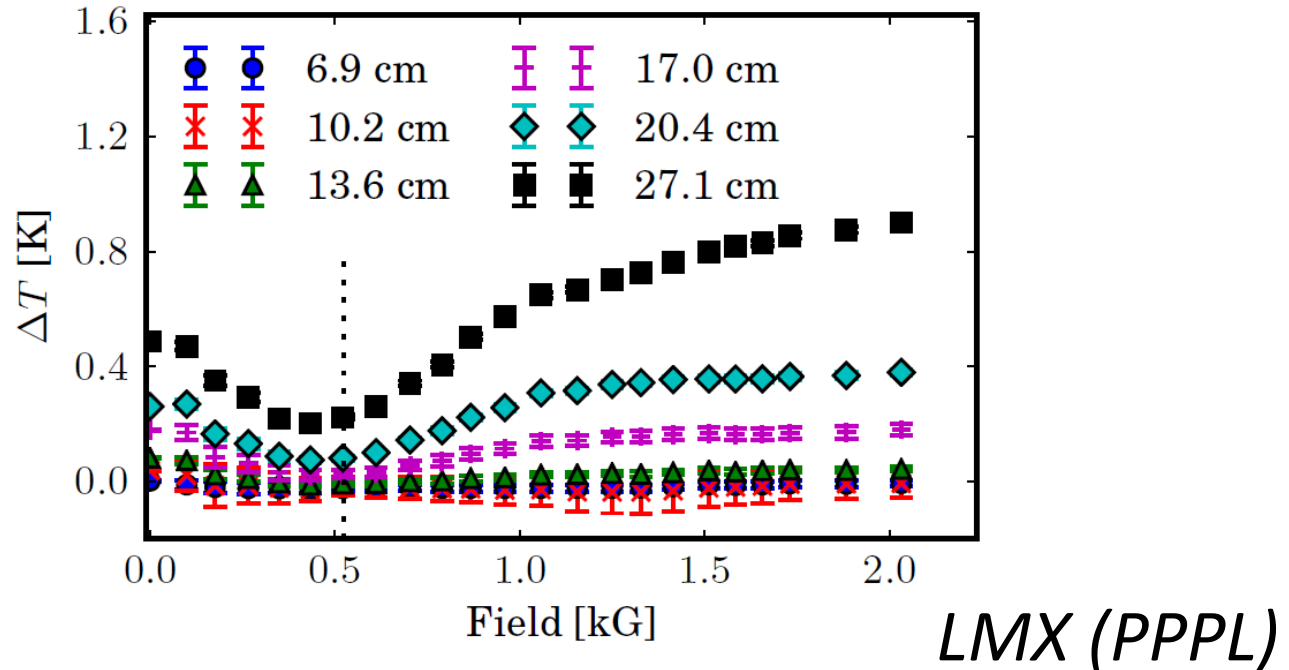 1.6
1.2
0.8
0.4
0.0
ΔT [K]
6.9 cm
10.2 cm
13.6 cm
17.0 cm
20.4 cm
27.1 cm
0.0 0.5 1.0 1.5 2.0
Field [kG]
LMX (PPPL)